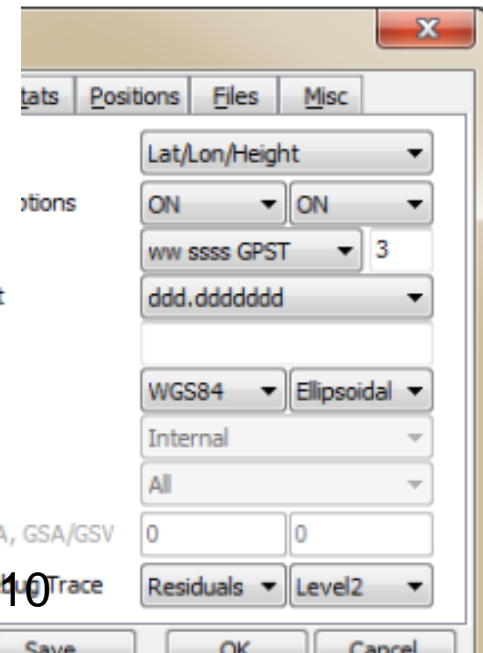 tats Positions Files Misc
Lat/Lon/Height
ptions ON ON
ww ssss GPST 3
t ddd.ddddddd
WGS84 Ellipsoidal
Internal
All
A, GSA/GSV 0 0
10 bug Trace Residuals Level2
Save OK Cancel